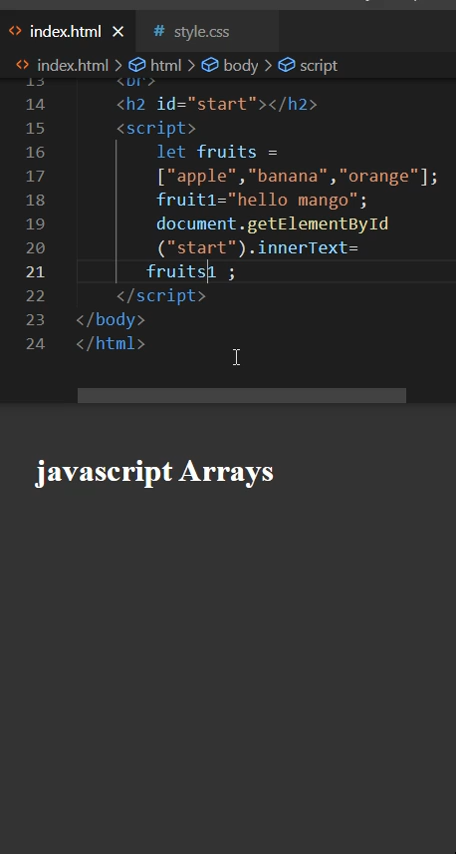 index.html
# style.css
index.html > html > body > script
13 <br>
14 <h2 id="start"></h2>
15 <script>
16 let fruits =
17 ["apple","banana","orange"];
18 fruit1="hello mango";
19 document.getElementById
20 ("start").innerText=
21 fruits1 ;
22 </script>
23 </body>
24 </html>
javascript Arrays